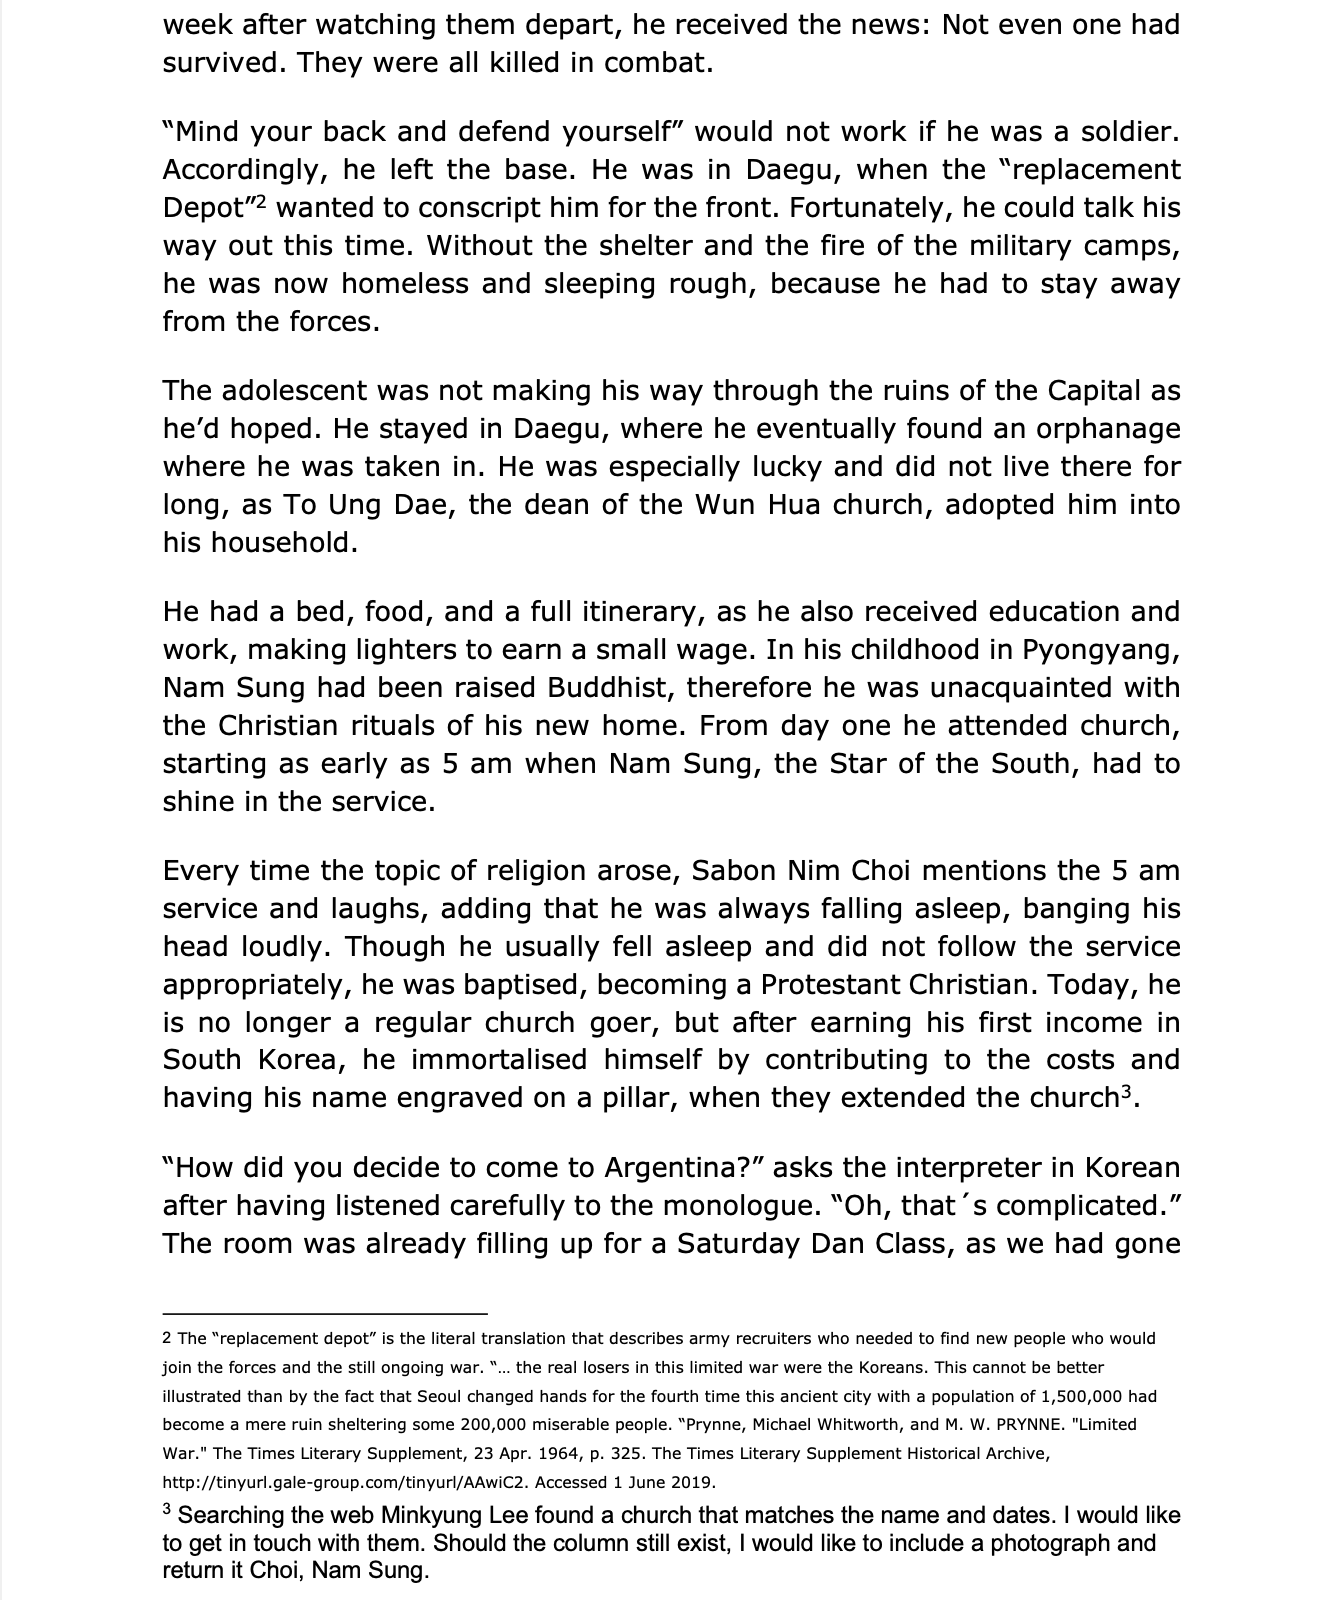 week after watching them depart, he received the news: Not even one had
survived. They were all killed in combat.
“Mind your back and defend yourself” would not work if he was a soldier.
Accordingly, he left the base. He was in Daegu, when the “replacement
Depot”2 wanted to conscript him for the front. Fortunately, he could talk his
way out this time. Without the shelter and the fire of the military camps,
he was now homeless and sleeping rough, because he had to stay away
from the forces.
The adolescent was not making his way through the ruins of the Capital as
he’d hoped. He stayed in Daegu, where he eventually found an orphanage
where he was taken in. He was especially lucky and did not live there for
long, as To Ung Dae, the dean of the Wun Hua church, adopted him into
his household.
He had a bed, food, and a full itinerary, as he also received education and
work, making lighters to earn a small wage. In his childhood in Pyongyang,
Nam Sung had been raised Buddhist, therefore he was unacquainted with
the Christian rituals of his new home. From day one he attended church,
starting as early as 5 am when Nam Sung, the Star of the South, had to
shine in the service.
Every time the topic of religion arose, Sabon Nim Choi mentions the 5 am
service and laughs, adding that he was always falling asleep, banging his
head loudly. Though he usually fell asleep and did not follow the service
appropriately, he was baptised, becoming a Protestant Christian. Today, he
is no longer a regular church goer, but after earning his first income in
South Korea, he immortalised himself by contributing to the costs and
having his name engraved on a pillar, when they extended the church3.
“How did you decide to come to Argentina?” asks the interpreter in Korean
after having listened carefully to the monologue. “Oh, that´s complicated.”
The room was already filling up for a Saturday Dan Class, as we had gone
2 The “replacement depot” is the literal translation that describes army recruiters who needed to find new people who would
join the forces and the still ongoing war. “… the real losers in this limited war were the Koreans. This cannot be better
illustrated than by the fact that Seoul changed hands for the fourth time this ancient city with a population of 1,500,000 had
become a mere ruin sheltering some 200,000 miserable people. “Prynne, Michael Whitworth, and M. W. PRYNNE. "Limited
War." The Times Literary Supplement, 23 Apr. 1964, p. 325. The Times Literary Supplement Historical Archive,
http://tinyurl.gale-group.com/tinyurl/AAwiC2. Accessed 1 June 2019.
3 Searching the web Minkyung Lee found a church that matches the name and dates. I would like
to get in touch with them. Should the column still exist, I would like to include a photograph and
return it Choi, Nam Sung.